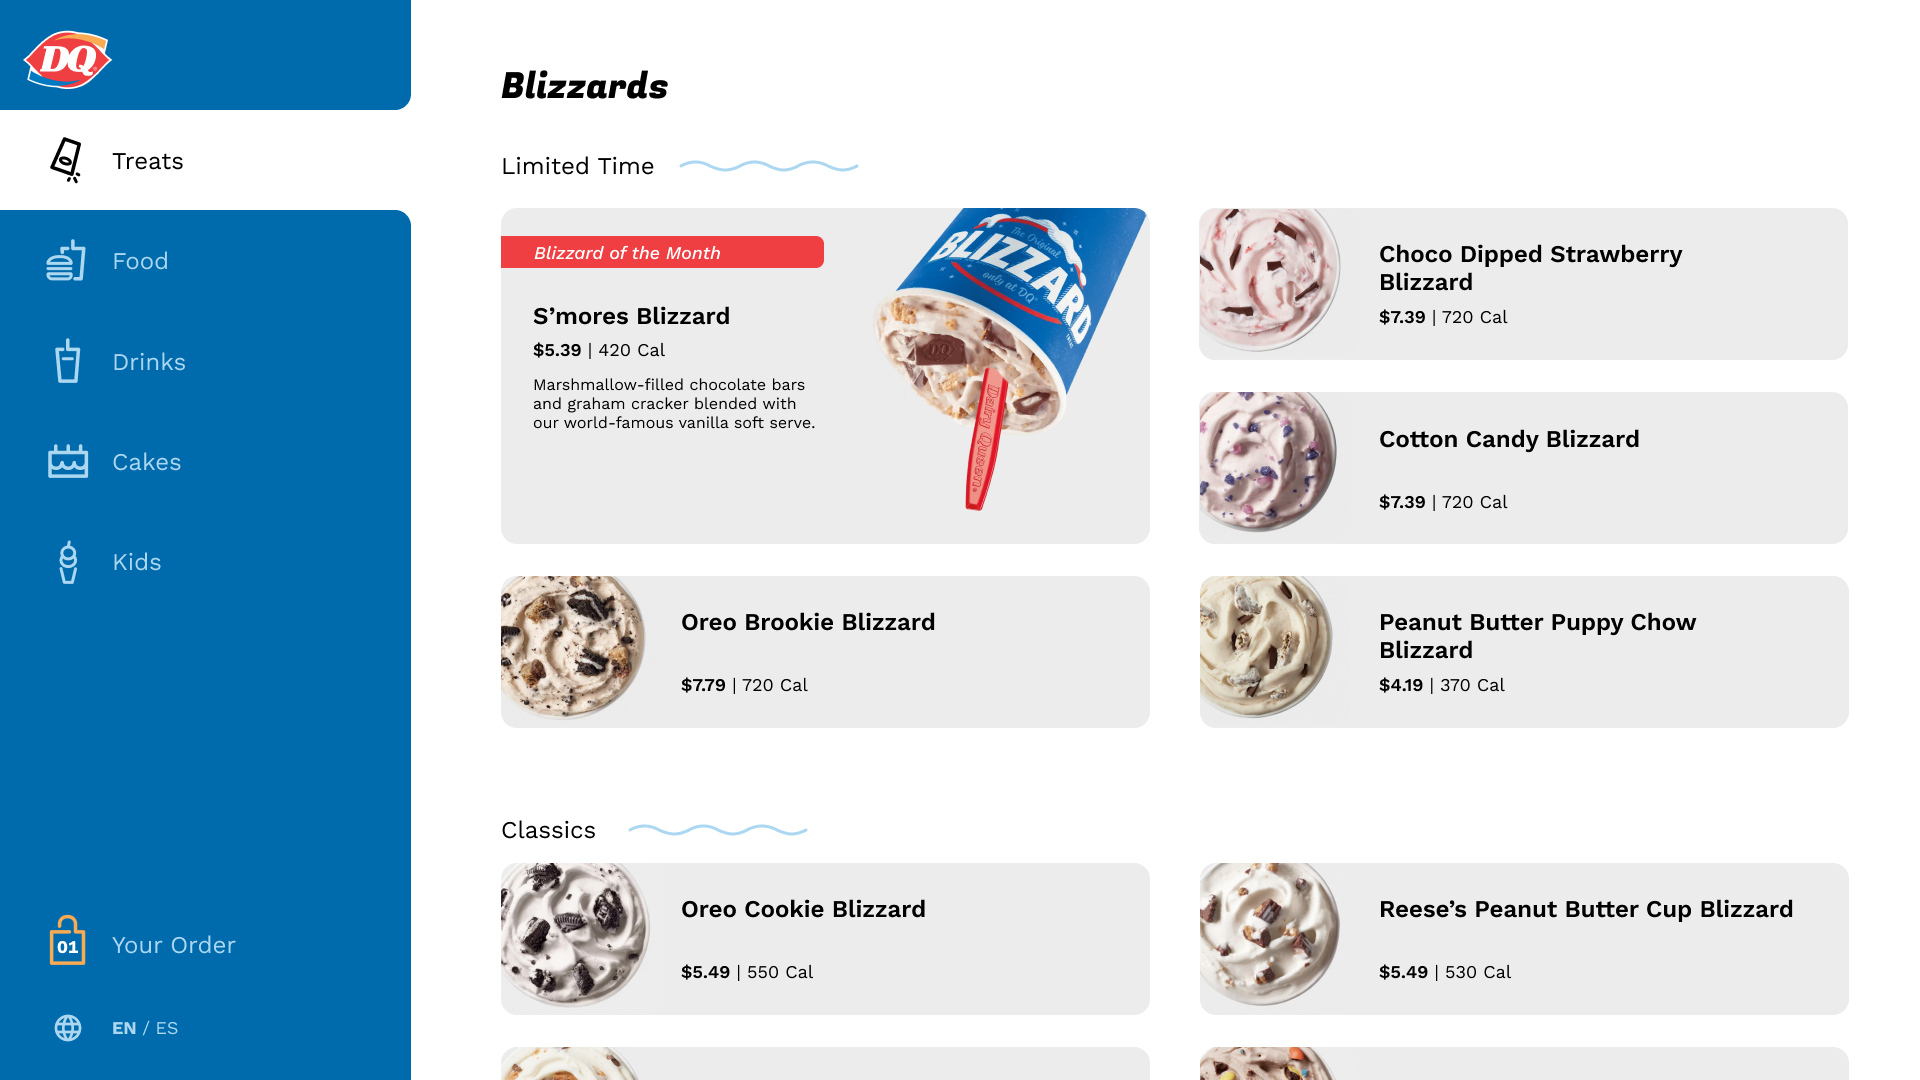 DQ
Treats
Food
Drinks
Cakes
Kids
01
Your Order
EN / ES
Blizzards
Limited Time
Blizzard of the Month
S’mores Blizzard
$5.39 | 420 Cal
Marshmallow-filled chocolate bars
and graham cracker blended with
our world-famous vanilla soft serve.
The Original
BLIZZARD
only at DQ
DQ
Dairy Queen
Choco Dipped Strawberry
Blizzard
$7.39 | 720 Cal
Cotton Candy Blizzard
$7.39 | 720 Cal
Oreo Brookie Blizzard
$7.79 | 720 Cal
Peanut Butter Puppy Chow
Blizzard
$4.19 | 370 Cal
Classics
Oreo Cookie Blizzard
$5.49 | 550 Cal
Reese’s Peanut Butter Cup Blizzard
$5.49 | 530 Cal